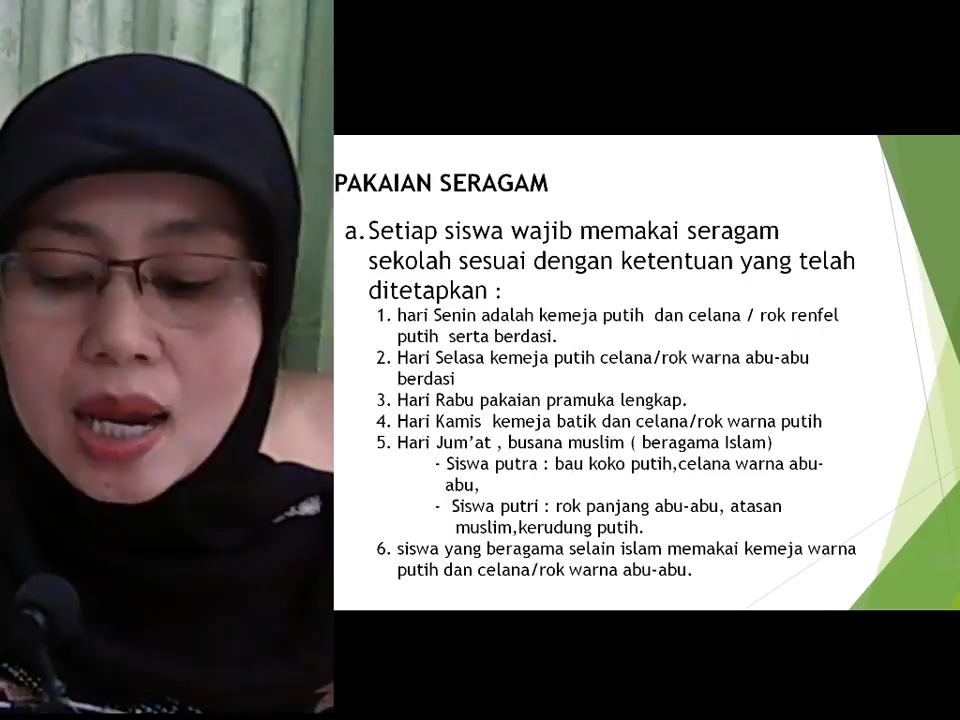 PAKAIAN SERAGAM
a. Setiap siswa wajib memakai seragam
sekolah sesuai dengan ketentuan yang telah
ditetapkan :
1. hari Senin adalah kemeja putih dan celana / rok renfel
putih serta berdasi.
2. Hari Selasa kemeja putih celana/rok warna abu-abu
berdasi
3. Hari Rabu pakaian pramuka lengkap.
4. Hari Kamis kemeja batik dan celana/rok warna putih
5. Hari Jum’at , busana muslim ( beragama Islam)
- Siswa putra : bau koko putih,celana warna abu-
abu,
- Siswa putri : rok panjang abu-abu, atasan
muslim,kerudung putih.
6. siswa yang beragama selain islam memakai kemeja warna
putih dan celana/rok warna abu-abu.